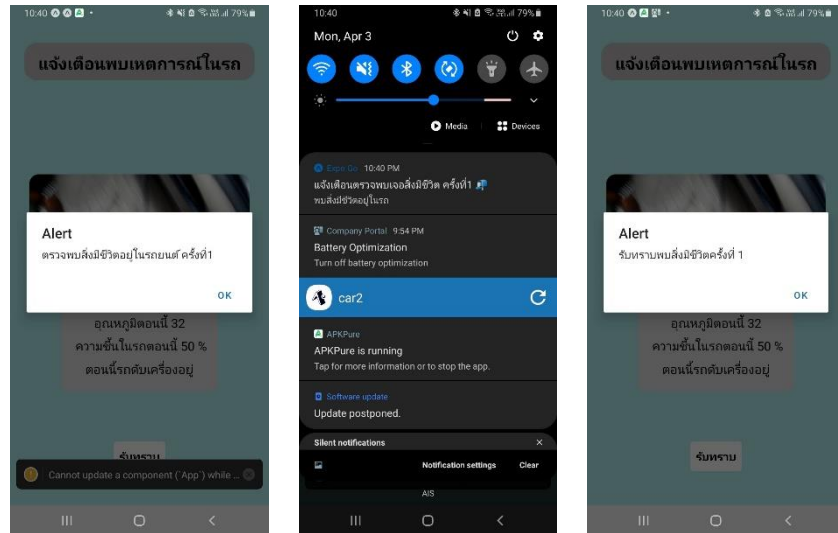 10:40
79%
แจ้งเตือนพบเหตการณ์ในรถ
Alert
ตรวจพบสิ่งมีชีวิตอยู่ในรถยนต์ ครั้งที่1
OK
อุณหภูมิตอนนี้ 32
ความชื้นในรถตอนนี้ 50 %
ตอนนี้รถดับเครื่องอยู่
รับทราบ
Cannot update a component (`App`) while ...
10:40
79%
Mon, Apr 3
Media
Devices
Expo Go 10:40 PM
แจ้งเตือนตรวจพบเจอสิ่งมีชีวิต ครั้งที่1
พบสิ่งมีชีวิตอยู่ในรถ
Company Portal 9:54 PM
Battery Optimization
Turn off battery optimization
car2
APKPure
APKPure is running
Tap for more information or to stop the app.
Software update
Update postponed.
Silent notifications
Notification settings
Clear
AIS
10:40
79%
แจ้งเตือนพบเหตการณ์ในรถ
Alert
รับทราบพบสิ่งมีชีวิตครั้งที่ 1
OK
อุณหภูมิตอนนี้ 32
ความชื้นในรถตอนนี้ 50 %
ตอนนี้รถดับเครื่องอยู่
รับทราบ